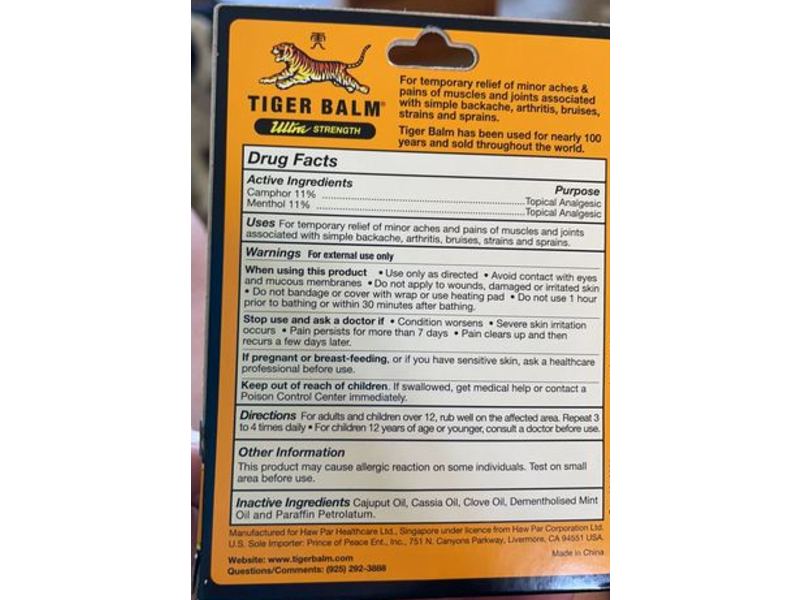 虎
TIGER BALM®
Ultra STRENGTH
For temporary relief of minor aches &
pains of muscles and joints associated
with simple backache, arthritis, bruises,
strains and sprains.
Tiger Balm has been used for nearly 100
years and sold throughout the world.
Drug Facts
Active Ingredients Purpose
Camphor 11% ........ Topical Analgesic
Menthol 11% ........ Topical Analgesic
Uses For temporary relief of minor aches and pains of muscles and joints
associated with simple backache, arthritis, bruises, strains and sprains.
Warnings For external use only
When using this product • Use only as directed • Avoid contact with eyes
and mucous membranes • Do not apply to wounds, damaged or irritated skin
• Do not bandage or cover with wrap or use heating pad • Do not use 1 hour
prior to bathing or within 30 minutes after bathing.
Stop use and ask a doctor if • Condition worsens • Severe skin irritation
occurs • Pain persists for more than 7 days • Pain clears up and then
recurs a few days later.
If pregnant or breast-feeding, or if you have sensitive skin, ask a healthcare
professional before use.
Keep out of reach of children. If swallowed, get medical help or contact a
Poison Control Center immediately.
Directions For adults and children over 12, rub well on the affected area. Repeat 3
to 4 times daily • For children 12 years of age or younger, consult a doctor before use.
Other Information
This product may cause allergic reaction on some individuals. Test on small
area before use.
Inactive Ingredients Cajuput Oil, Cassia Oil, Clove Oil, Dementholised Mint
Oil and Paraffin Petrolatum.
Manufactured for Haw Par Healthcare Ltd., Singapore under licence from Haw Par Corporation Ltd.
U.S. Sole Importer: Prince of Peace Ent., Inc., 751 N. Canyons Parkway, Livermore, CA 94551 USA.
Made in China
Website: www.tigerbalm.com
Questions/Comments: (925) 292-3888